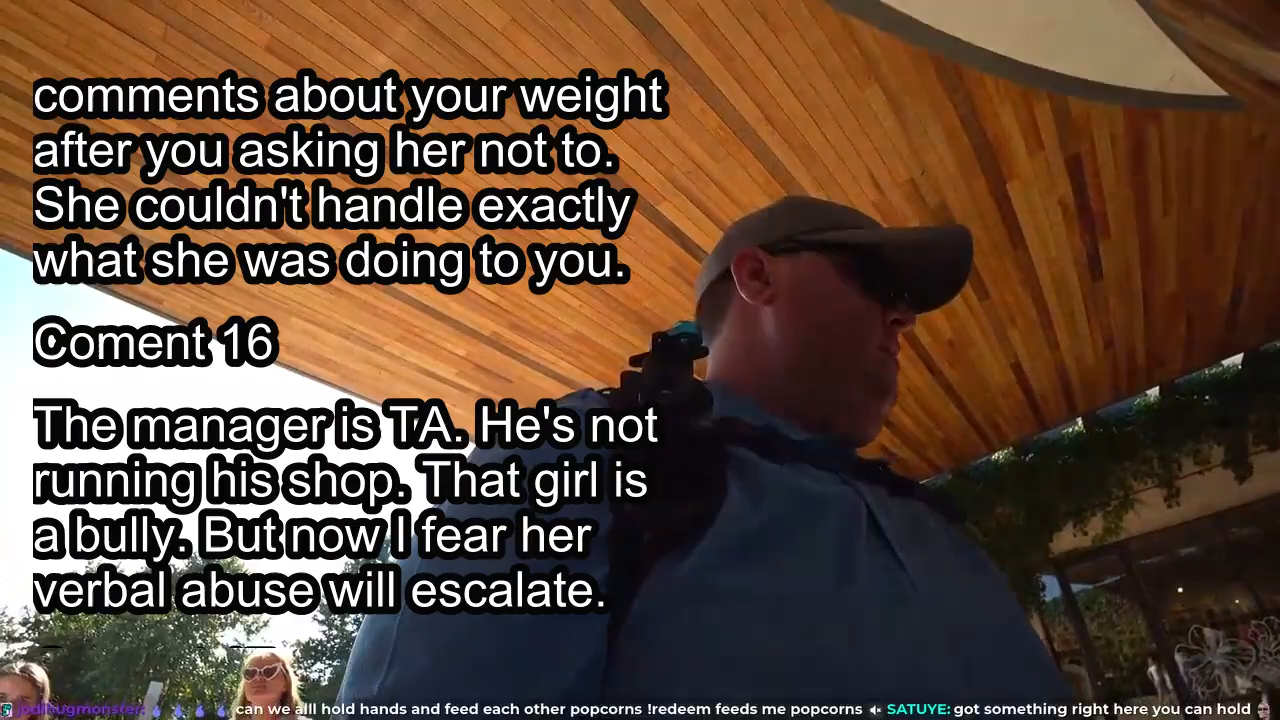 comments about your weight
after you asking her not to.
She couldn't handle exactly
what she was doing to you.
Coment 16
The manager is TA. He's not
running his shop. That girl is
a bully. But now I fear her
verbal abuse will escalate.
can we alll hold hands and feed each other popcorns !redeem feeds me popcorns SATUYE: got something right here you can hold